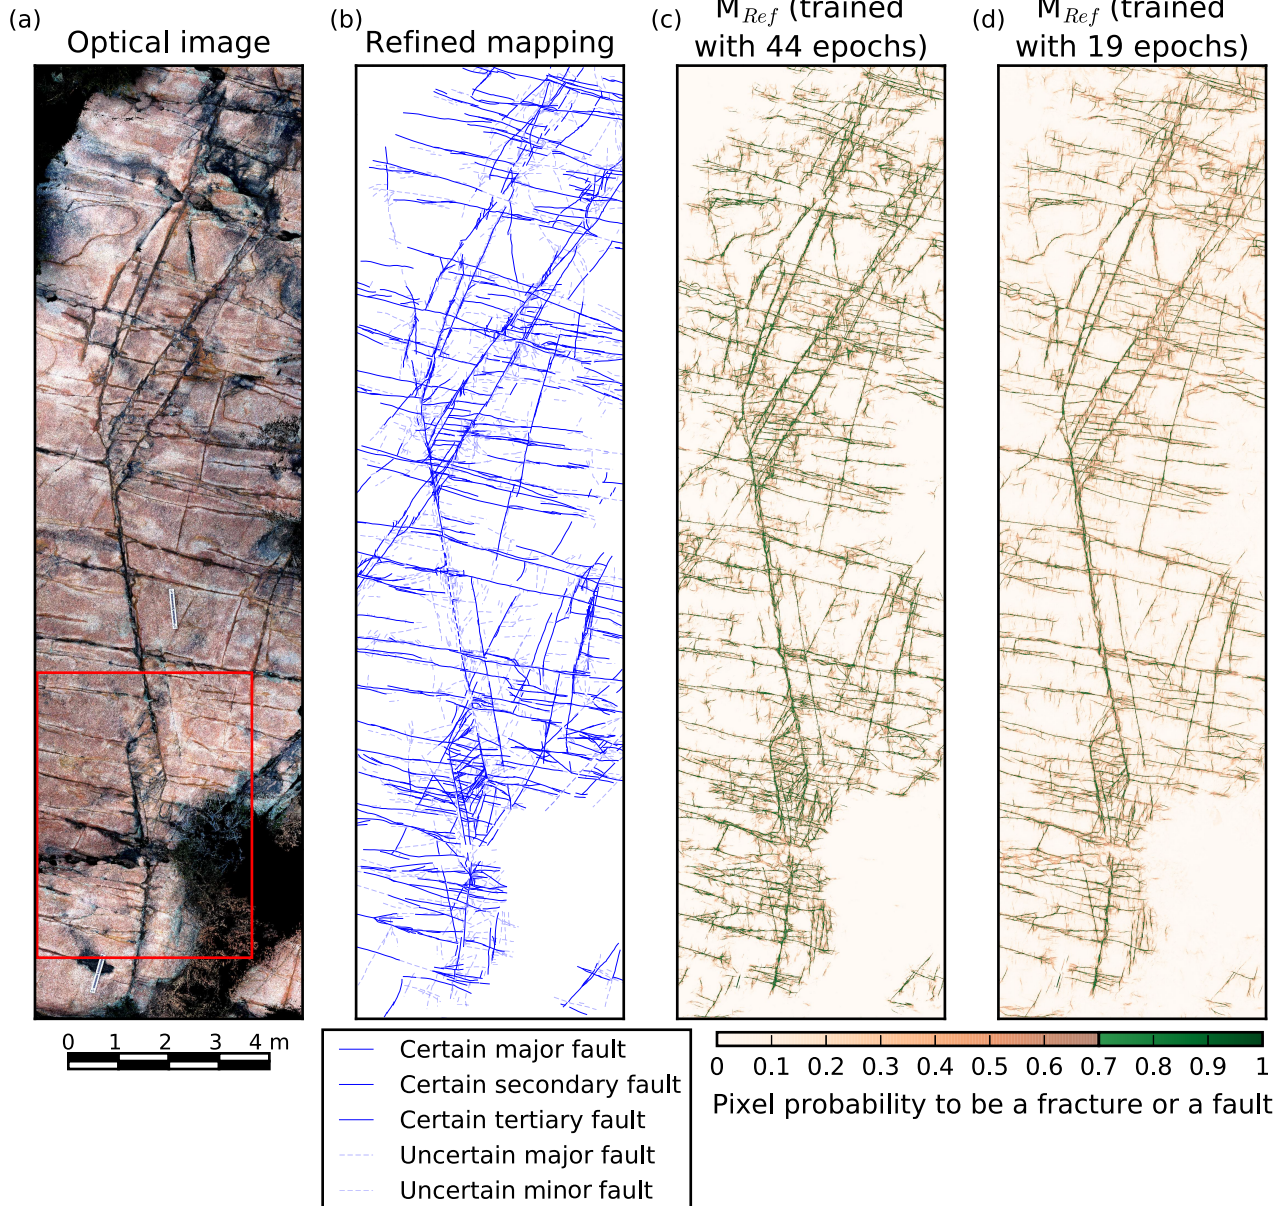 (a)
Optical image
(b)
Refined mapping
(c)
M_Ref (trained
with 44 epochs)
(d)
M_Ref (trained
with 19 epochs)
0 1 2 3 4 m
Certain major fault
Certain secondary fault
Certain tertiary fault
Uncertain major fault
Uncertain minor fault
0 0.1 0.2 0.3 0.4 0.5 0.6 0.7 0.8 0.9 1
Pixel probability to be a fracture or a fault